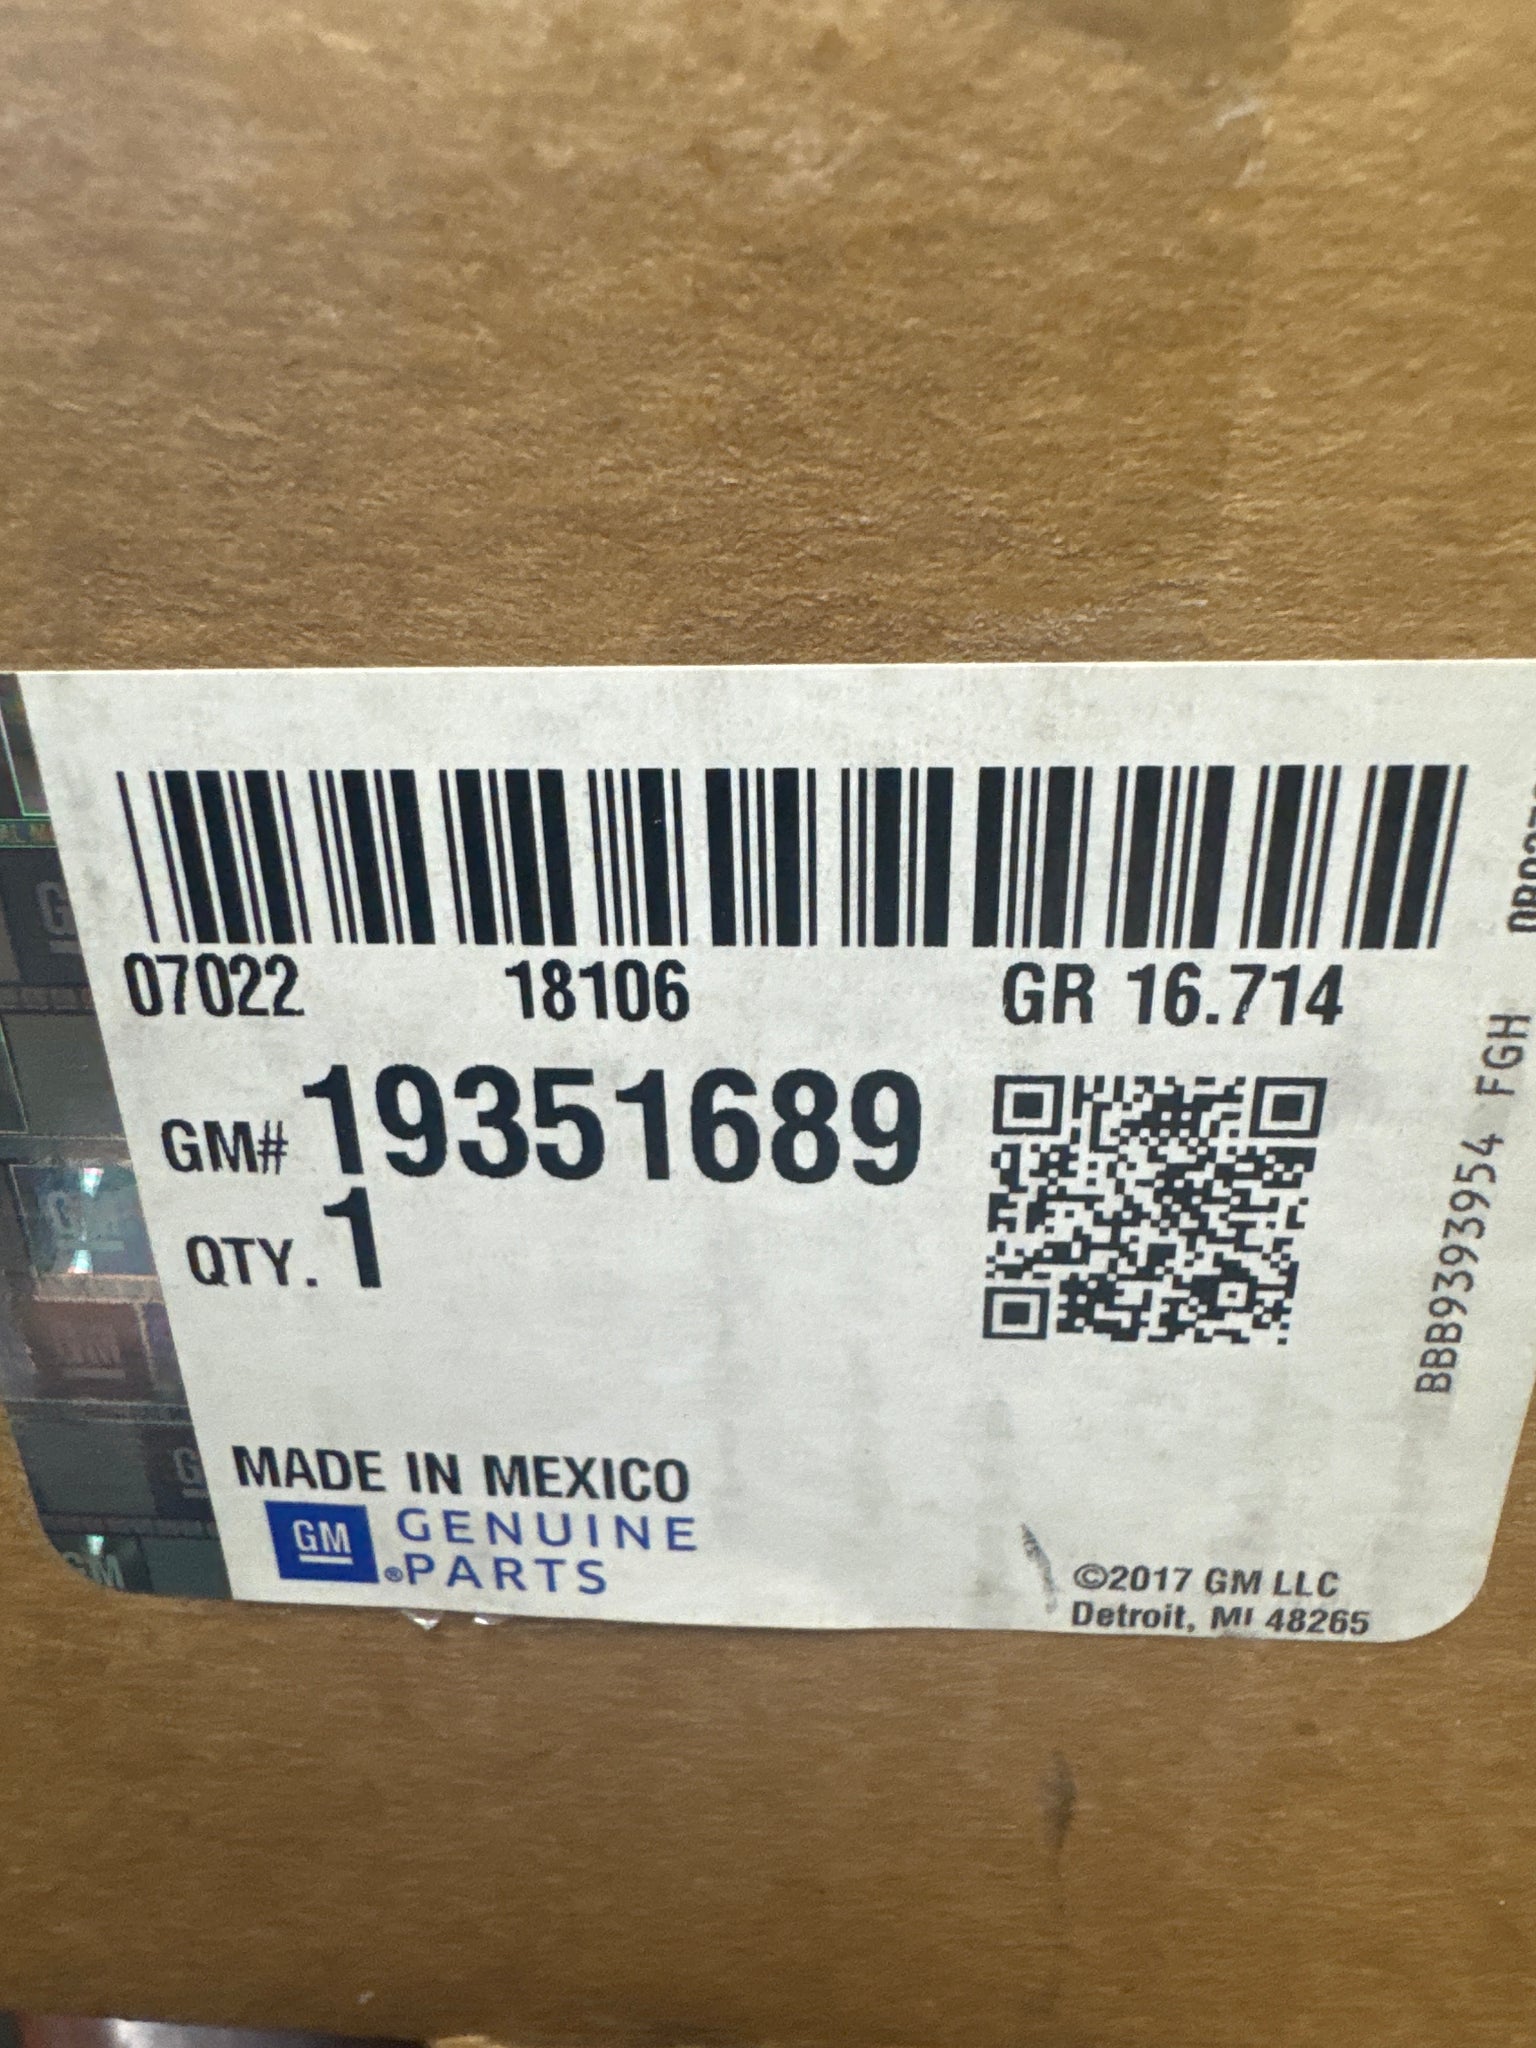 07022 18106 GR 16.714
GM# 19351689
QTY. 1
MADE IN MEXICO
GM GENUINE
®PARTS
©2017 GM LLC
Detroit, MI 48265
BBB9393954 FGH
GM